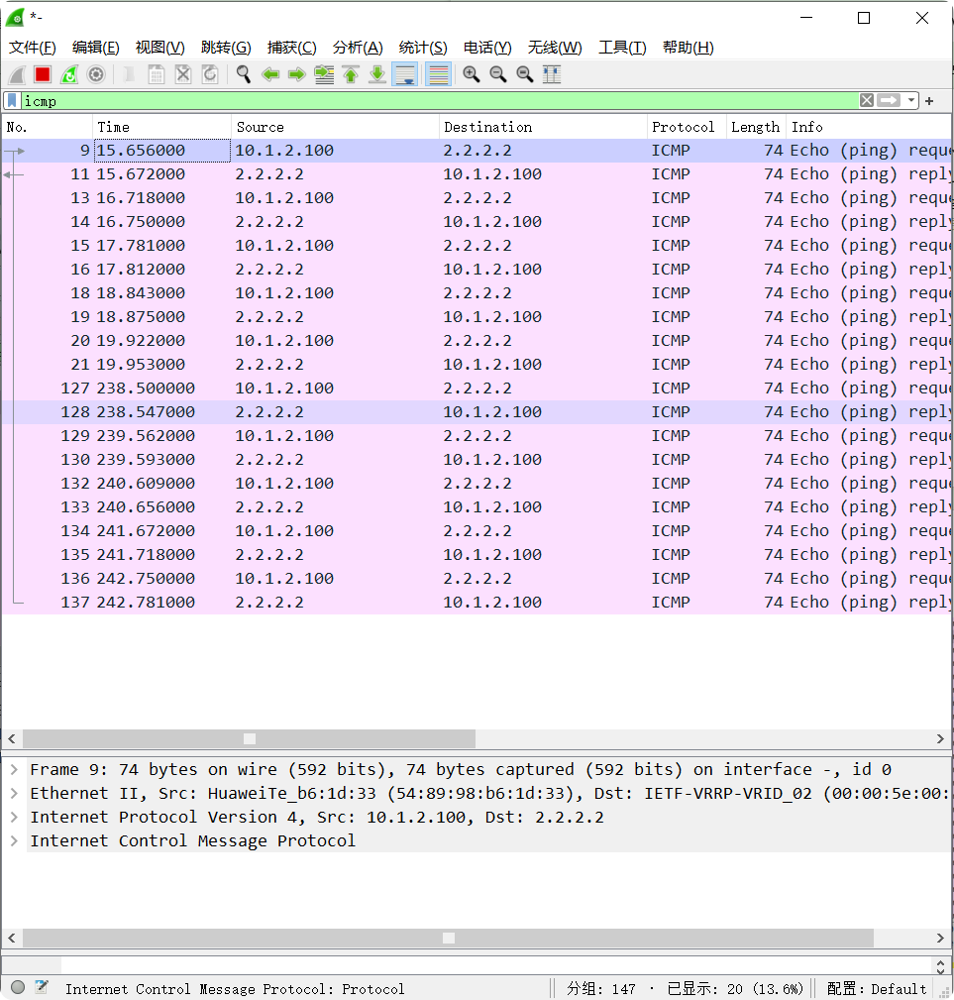 *-
文件(F) 编辑(E) 视图(V) 跳转(G) 捕获(C) 分析(A) 统计(S) 电话(Y) 无线(W) 工具(T) 帮助(H)
icmp
No. Time Source Destination Protocol Length Info
9 15.656000 10.1.2.100 2.2.2.2 ICMP 74 Echo (ping) reque
11 15.672000 2.2.2.2 10.1.2.100 ICMP 74 Echo (ping) reply
13 16.718000 10.1.2.100 2.2.2.2 ICMP 74 Echo (ping) reque
14 16.750000 2.2.2.2 10.1.2.100 ICMP 74 Echo (ping) reply
15 17.781000 10.1.2.100 2.2.2.2 ICMP 74 Echo (ping) reque
16 17.812000 2.2.2.2 10.1.2.100 ICMP 74 Echo (ping) reply
18 18.843000 10.1.2.100 2.2.2.2 ICMP 74 Echo (ping) reque
19 18.875000 2.2.2.2 10.1.2.100 ICMP 74 Echo (ping) reply
20 19.922000 10.1.2.100 2.2.2.2 ICMP 74 Echo (ping) reque
21 19.953000 2.2.2.2 10.1.2.100 ICMP 74 Echo (ping) reply
127 238.500000 10.1.2.100 2.2.2.2 ICMP 74 Echo (ping) reque
128 238.547000 2.2.2.2 10.1.2.100 ICMP 74 Echo (ping) reply
129 239.562000 10.1.2.100 2.2.2.2 ICMP 74 Echo (ping) reque
130 239.593000 2.2.2.2 10.1.2.100 ICMP 74 Echo (ping) reply
132 240.609000 10.1.2.100 2.2.2.2 ICMP 74 Echo (ping) reque
133 240.656000 2.2.2.2 10.1.2.100 ICMP 74 Echo (ping) reply
134 241.672000 10.1.2.100 2.2.2.2 ICMP 74 Echo (ping) reque
135 241.718000 2.2.2.2 10.1.2.100 ICMP 74 Echo (ping) reply
136 242.750000 10.1.2.100 2.2.2.2 ICMP 74 Echo (ping) reque
137 242.781000 2.2.2.2 10.1.2.100 ICMP 74 Echo (ping) reply
Frame 9: 74 bytes on wire (592 bits), 74 bytes captured (592 bits) on interface -, id 0
Ethernet II, Src: HuaweiTe_b6:1d:33 (54:89:98:b6:1d:33), Dst: IETF-VRRP-VRID_02 (00:00:5e:00:
Internet Protocol Version 4, Src: 10.1.2.100, Dst: 2.2.2.2
Internet Control Message Protocol
Internet Control Message Protocol: Protocol 分组: 147 · 已显示: 20 (13.6%) 配置: Default